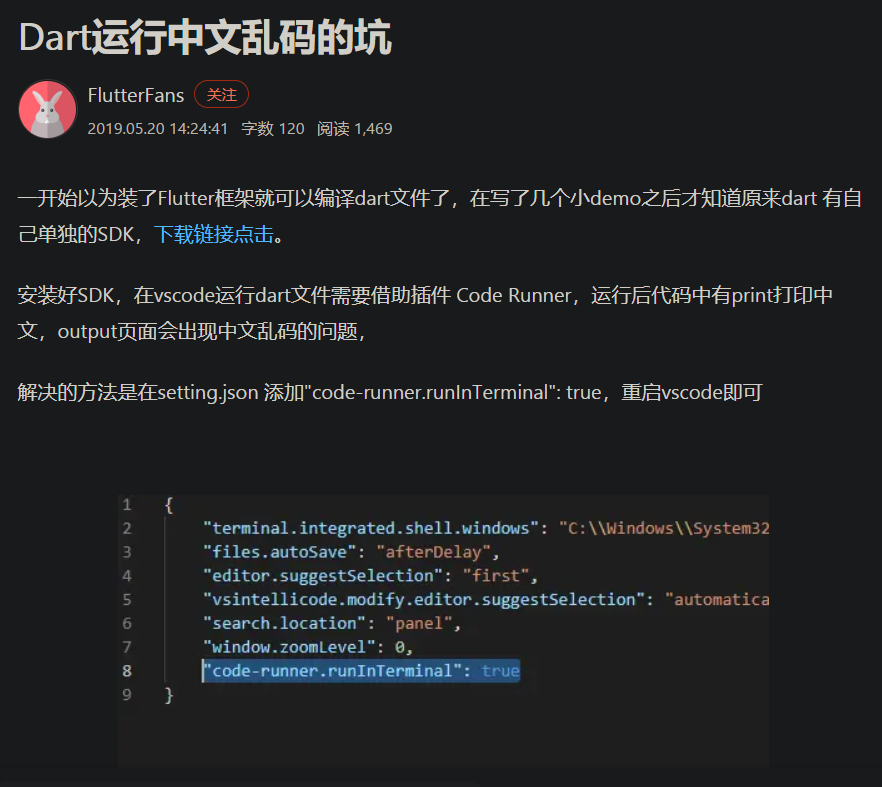 Dart运行中文乱码的坑
FlutterFans 关注
2019.05.20 14:24:41 字数 120 阅读 1,469
一开始以为装了Flutter框架就可以编译dart文件了，在写了几个小demo之后才知道原来dart 有自
己单独的SDK，下载链接点击。
安装好SDK，在vscode运行dart文件需要借助插件 Code Runner，运行后代码中有print打印中
文，output页面会出现中文乱码的问题，
解决的方法是在setting.json 添加"code-runner.runInTerminal": true，重启vscode即可
1 {
2 "terminal.integrated.shell.windows": "C:\\Windows\\System32
3 "files.autoSave": "afterDelay",
4 "editor.suggestSelection": "first",
5 "vsintellicode.modify.editor.suggestSelection": "automatica
6 "search.location": "panel",
7 "window.zoomLevel": 0,
8 "code-runner.runInTerminal": true
9 }